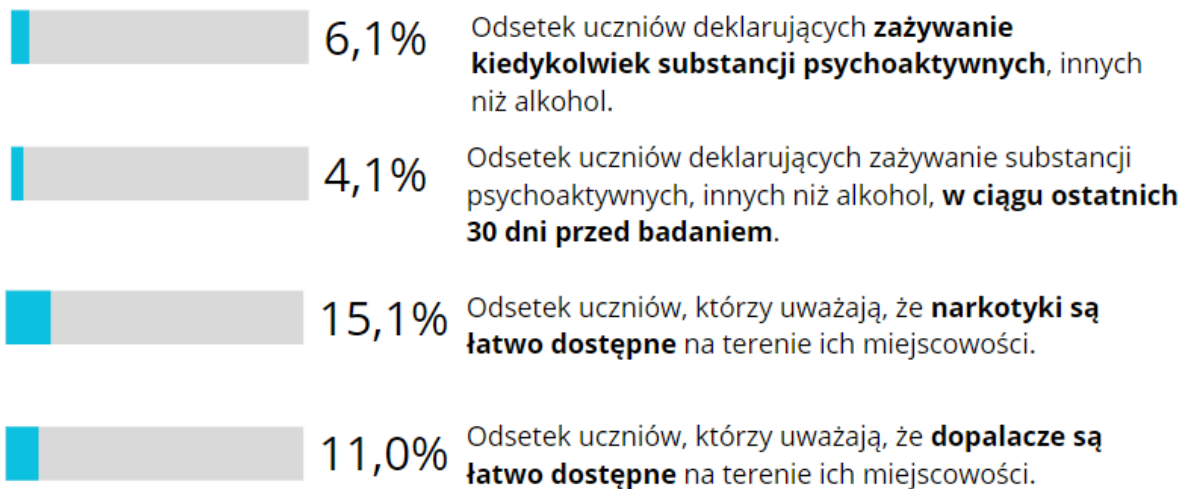 6,1%
Odsetek uczniów deklarujących zażywanie
kiedykolwiek substancji psychoaktywnych, innych
niż alkohol.
4,1%
Odsetek uczniów deklarujących zażywanie substancji
psychoaktywnych, innych niż alkohol, w ciągu ostatnich
30 dni przed badaniem.
15,1%
Odsetek uczniów, którzy uważają, że narkotyki są
łatwo dostępne na terenie ich miejscowości.
11,0%
Odsetek uczniów, którzy uważają, że dopalacze są
łatwo dostępne na terenie ich miejscowości.